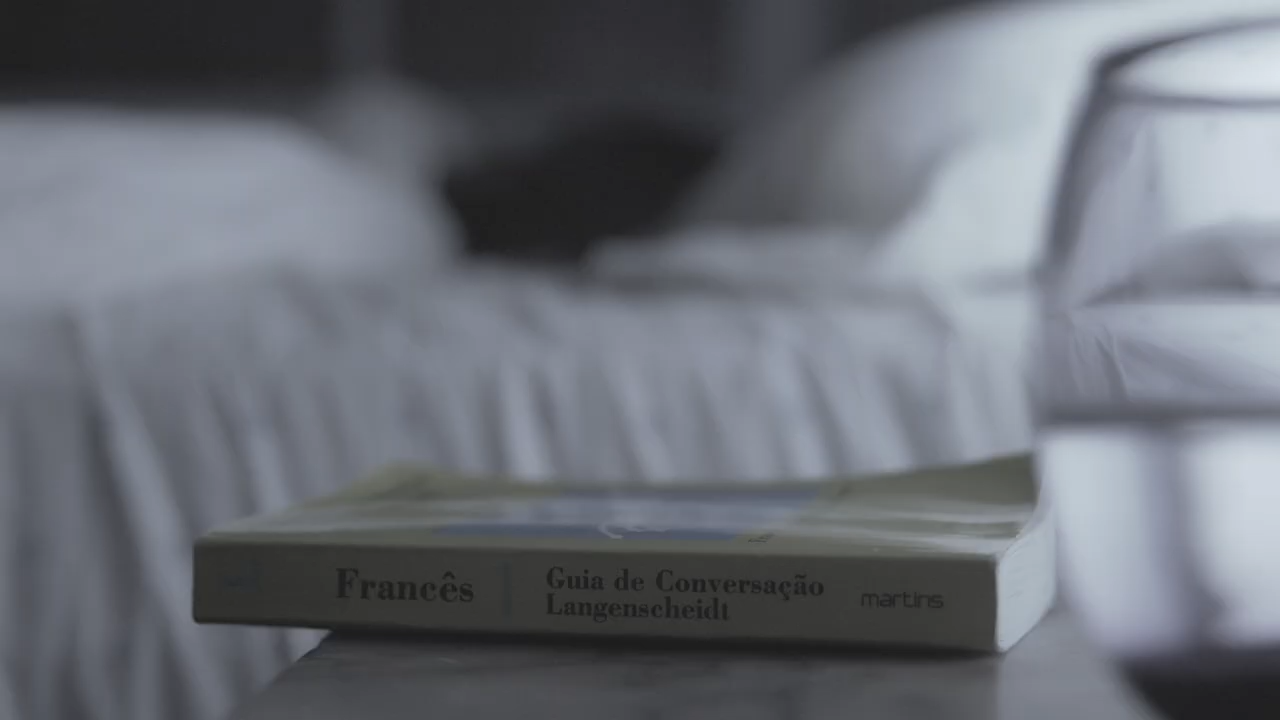 Francês
Guia de Conversação
Langenscheidt
martins